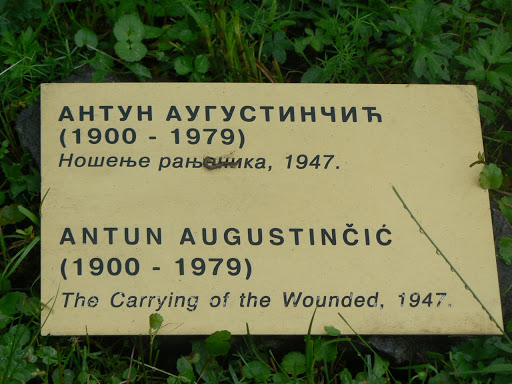 АНТУН АУГУСТИНЧИЋ
(1900 - 1979)
Ношење рањеника, 1947.
ANTUN AUGUSTINČIĆ
(1900 - 1979)
The Carrying of the Wounded, 1947.